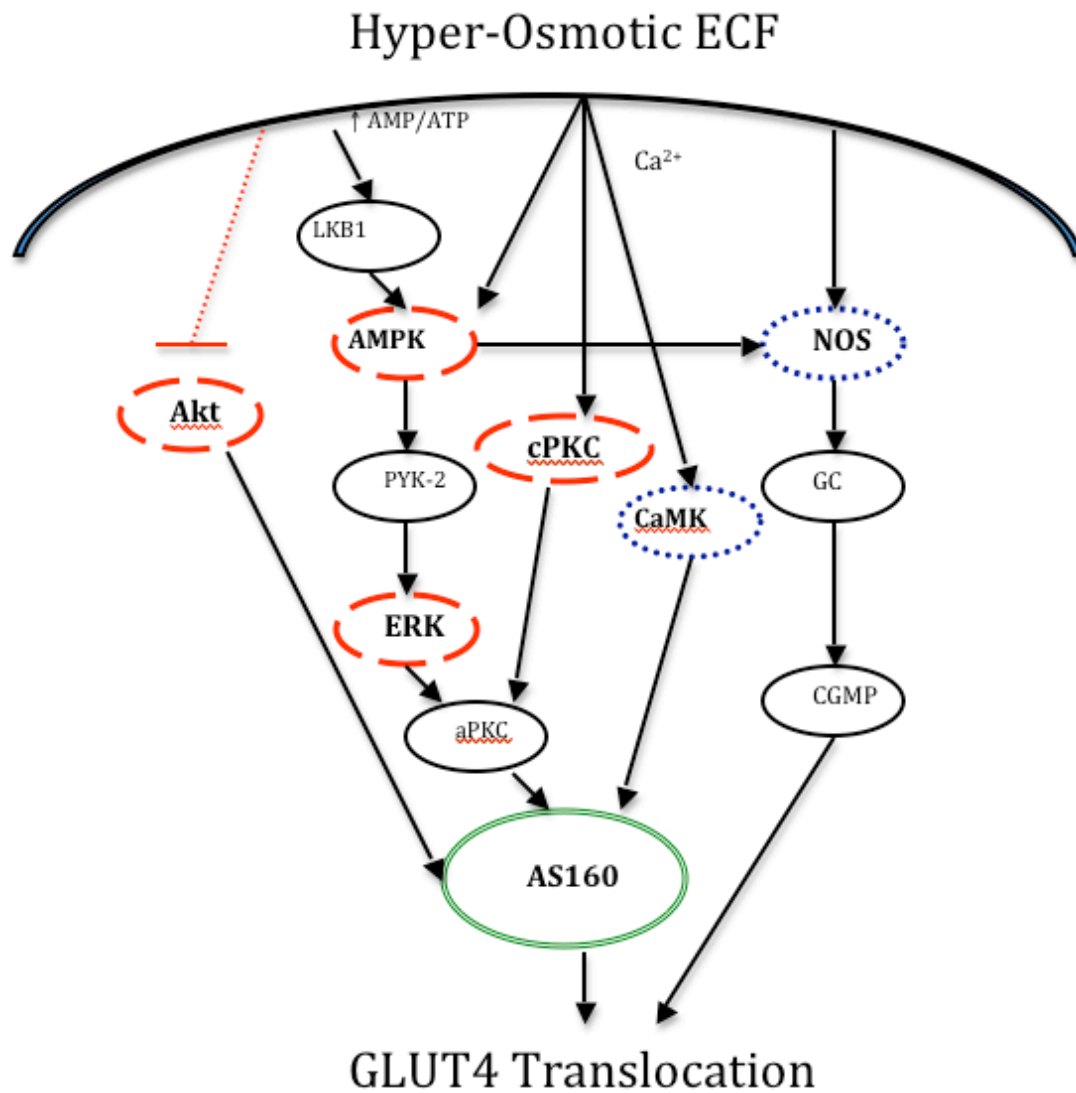 Hyper-Osmotic ECF
↑ AMP/ATP
Ca²⁺
LKB1
AMPK
NOS
Akt
cPKC
PYK-2
GC
CaMK
ERK
CGMP
aPKC
AS160
GLUT4 Translocation